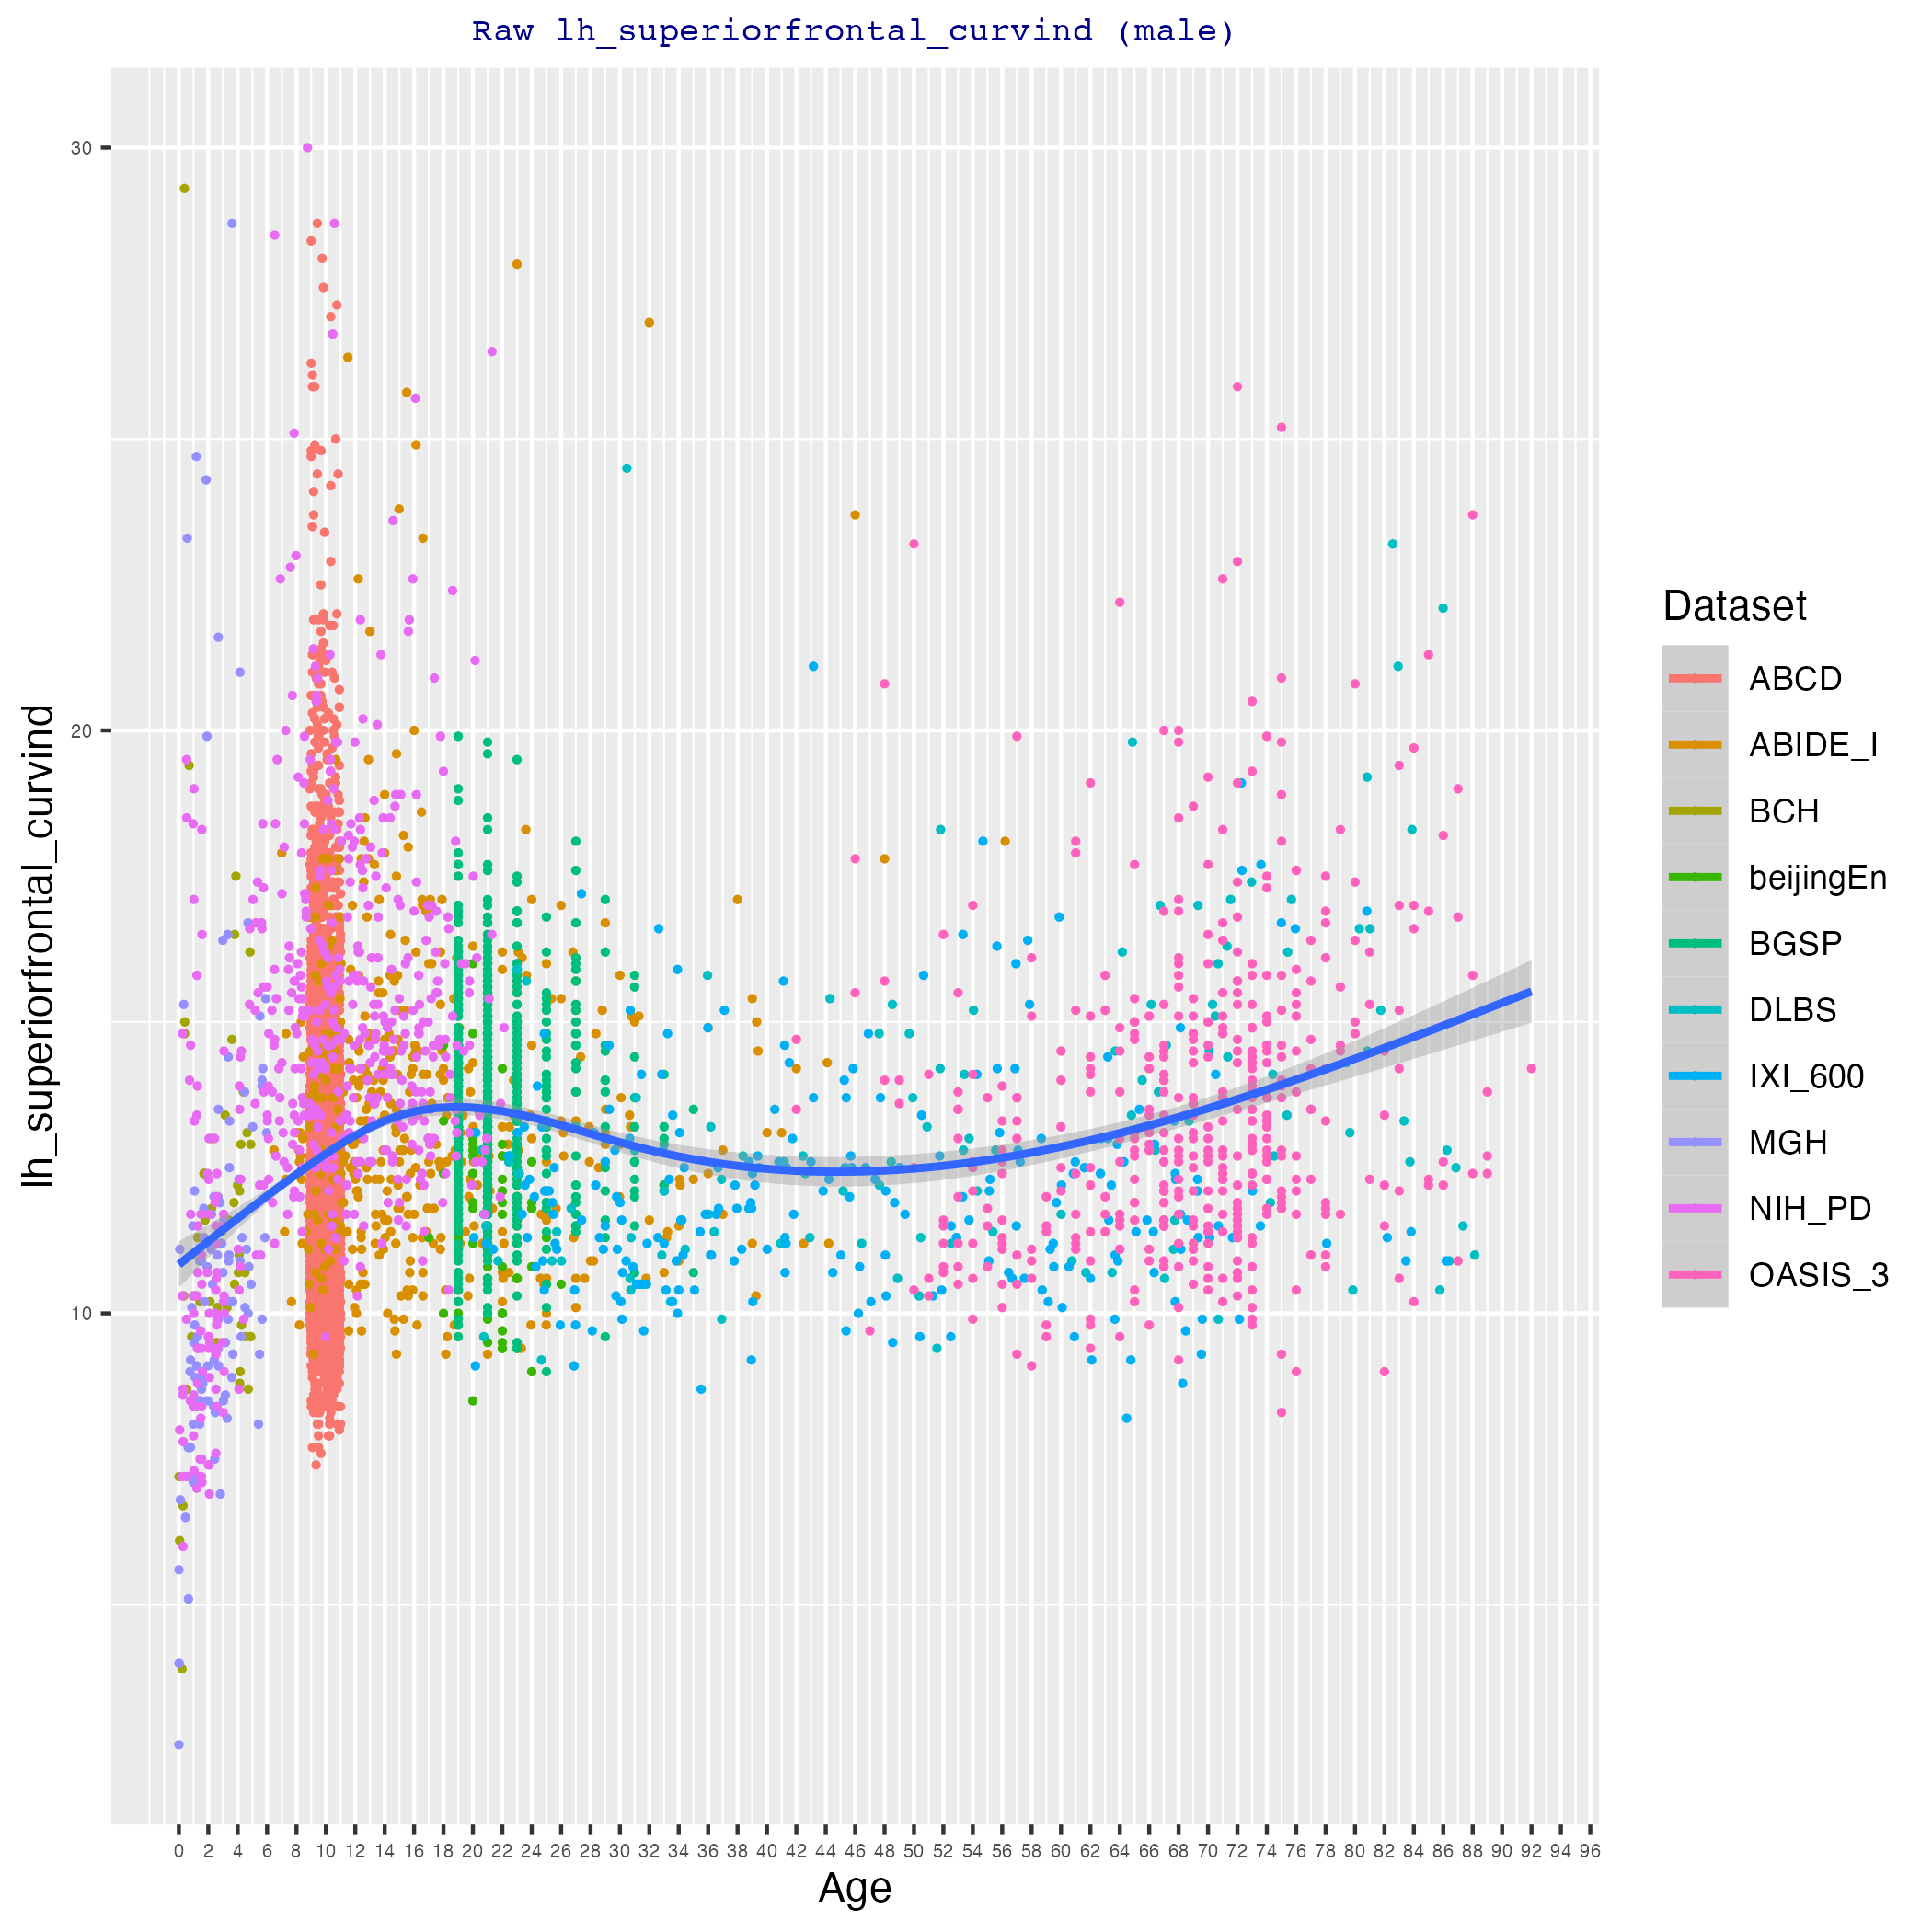 Raw lh_superiorfrontal_curvind (male)
30
20
10
lh_superiorfrontal_curvind
0 2 4 6 8 10 12 14 16 18 20 22 24 26 28 30 32 34 36 38 40 42 44 46 48 50 52 54 56 58 60 62 64 66 68 70 72 74 76 78 80 82 84 86 88 90 92 94 96
Age
Dataset
ABCD
ABIDE_I
BCH
beijingEn
BGSP
DLBS
IXI_600
MGH
NIH_PD
OASIS_3